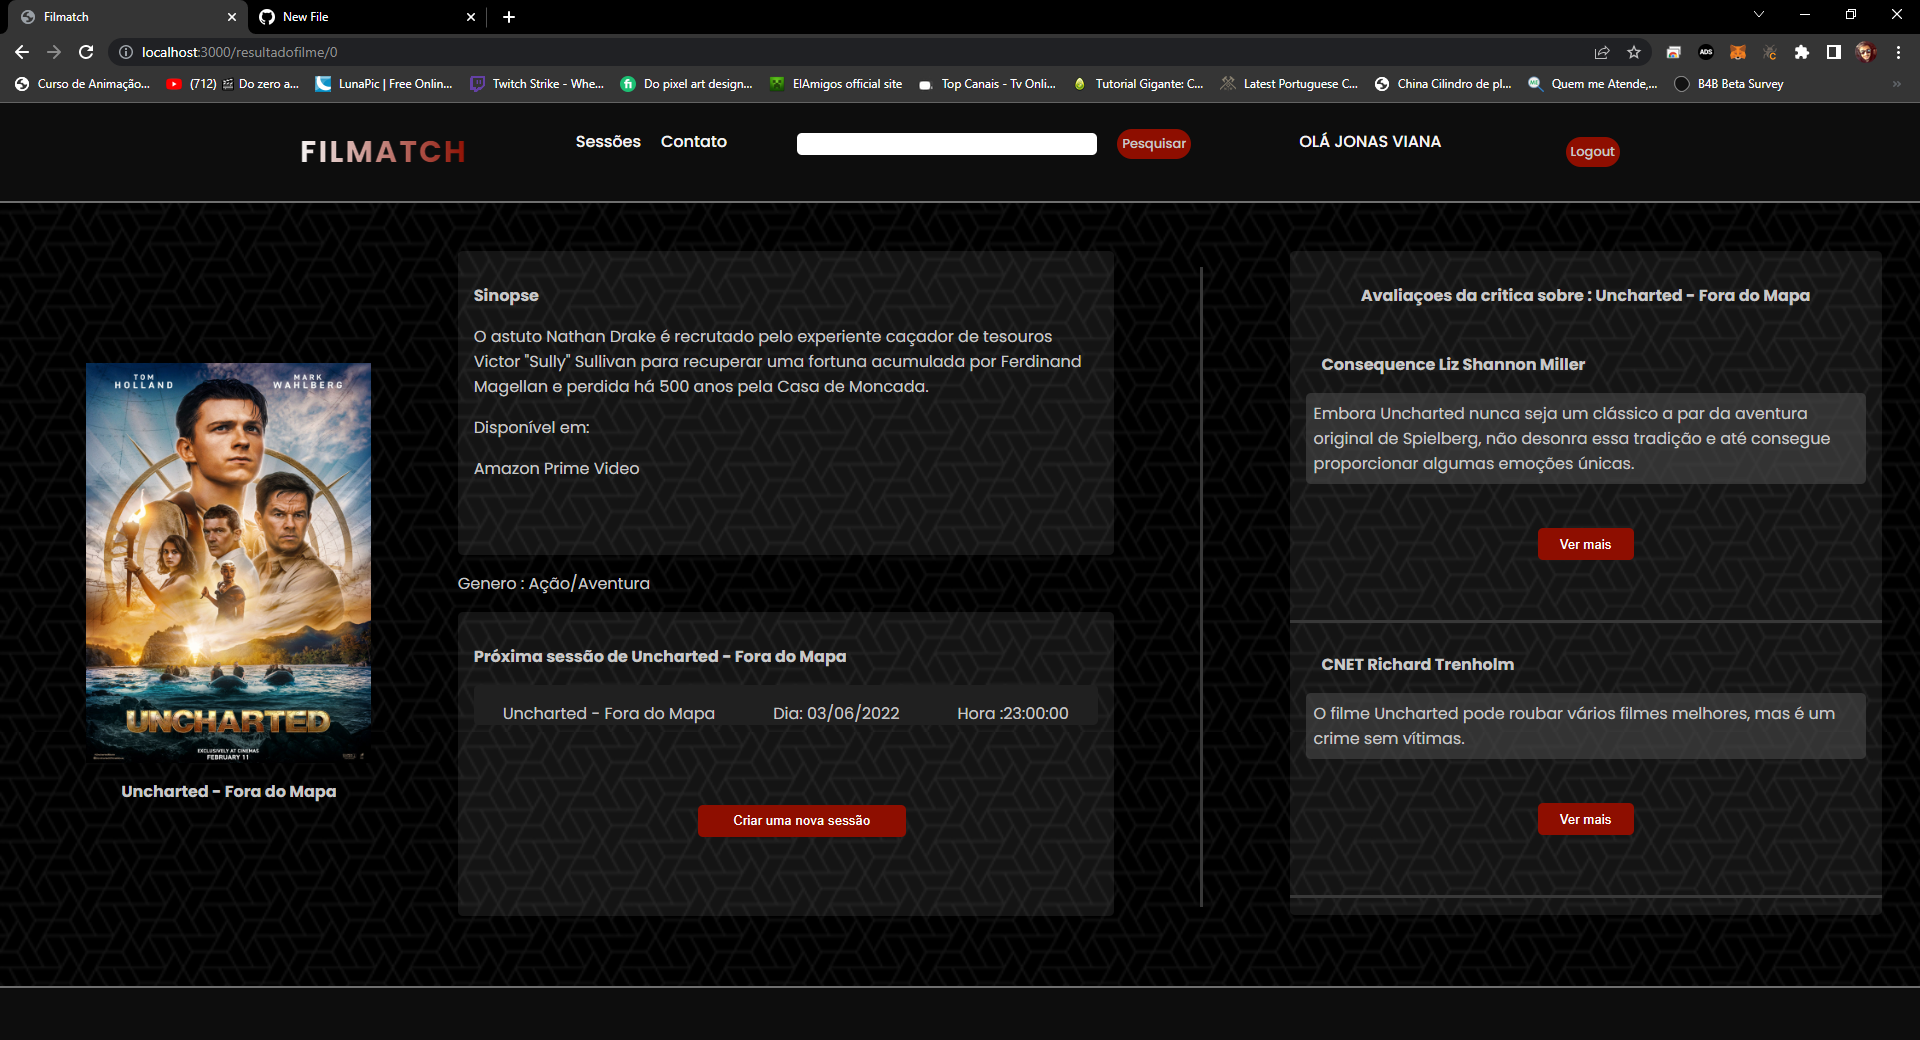 Filmatch
New File
localhost:3000/resultadofilme/0
Curso de Animação...
(712) Do zero a...
LunaPic | Free Onlin...
Twitch Strike - Whe...
Do pixel art design...
ElAmigos official site
Top Canais - Tv Onli...
Tutorial Gigante: C...
Latest Portuguese C...
China Cilindro de pl...
Quem me Atende,...
B4B Beta Survey
FILMATCH
Sessões
Contato
Pesquisar
OLÁ JONAS VIANA
Logout
TOM HOLLAND
MARK WAHLBERG
UNCHARTED
EXCLUSIVELY AT CINEMAS
FEBRUARY 11
Uncharted - Fora do Mapa
Sinopse
O astuto Nathan Drake é recrutado pelo experiente caçador de tesouros
Victor "Sully" Sullivan para recuperar uma fortuna acumulada por Ferdinand
Magellan e perdida há 500 anos pela Casa de Moncada.
Disponível em:
Amazon Prime Video
Genero : Ação/Aventura
Próxima sessão de Uncharted - Fora do Mapa
Uncharted - Fora do Mapa Dia: 03/06/2022 Hora :23:00:00
Criar uma nova sessão
Avaliaçoes da critica sobre : Uncharted - Fora do Mapa
Consequence Liz Shannon Miller
Embora Uncharted nunca seja um clássico a par da aventura
original de Spielberg, não desonra essa tradição e até consegue
proporcionar algumas emoções únicas.
Ver mais
CNET Richard Trenholm
O filme Uncharted pode roubar vários filmes melhores, mas é um
crime sem vítimas.
Ver mais